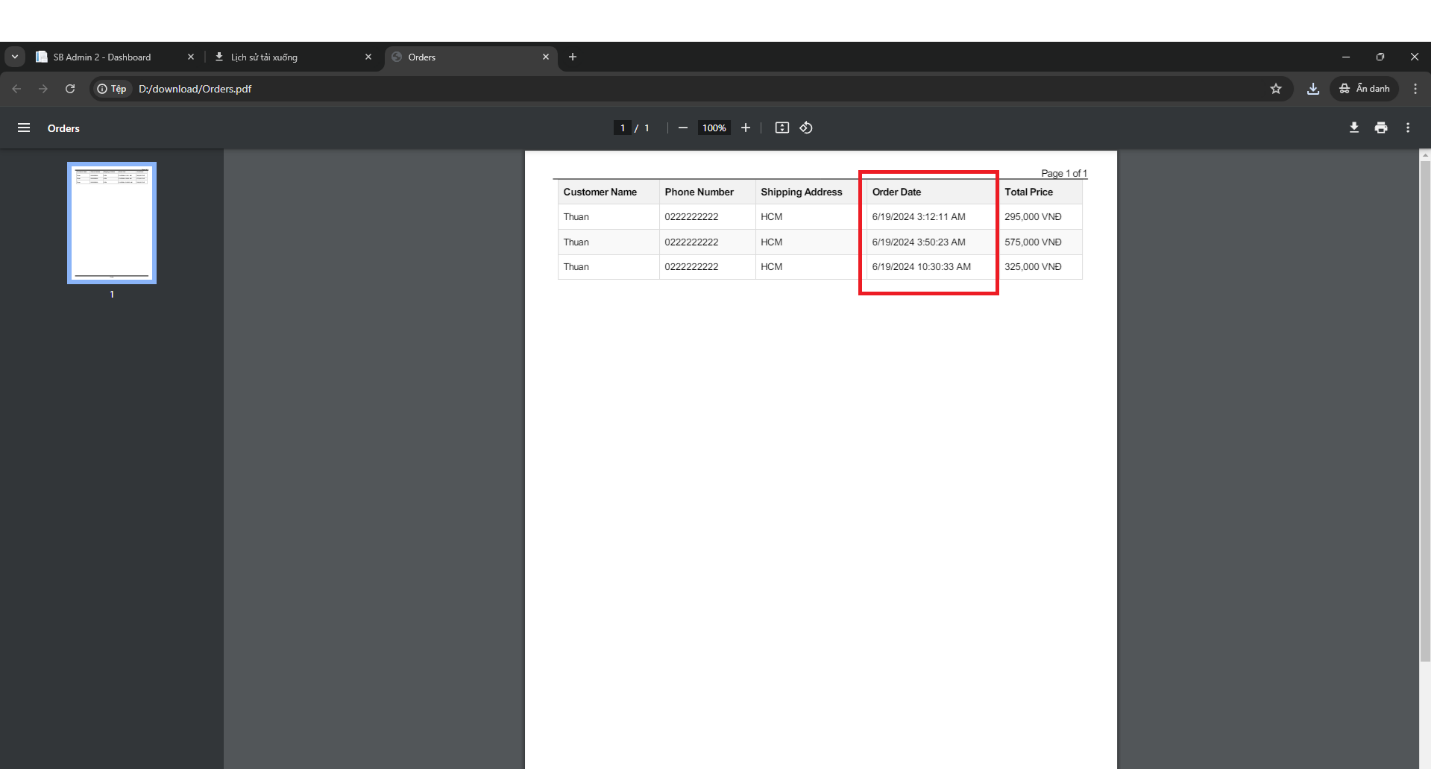 SB Admin 2 - Dashboard Lịch sử tải xuống Orders
Tệp D:/download/Orders.pdf Ẩn danh
Orders 1 / 1 100%
Page 1 of 1
Customer Name Phone Number Shipping Address Order Date Total Price
Thuan 0222222222 HCM 6/19/2024 3:12:11 AM 295,000 VNĐ
Thuan 0222222222 HCM 6/19/2024 3:50:23 AM 575,000 VNĐ
Thuan 0222222222 HCM 6/19/2024 10:30:33 AM 325,000 VNĐ
1